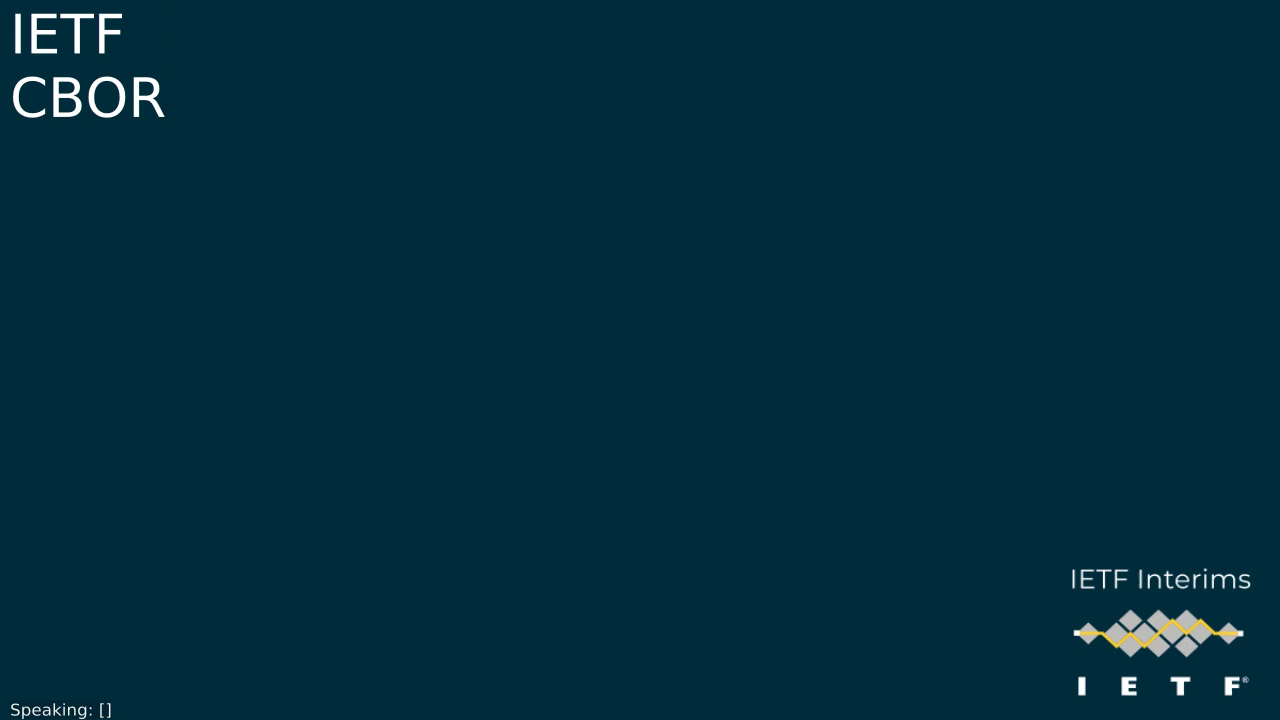 IETF
CBOR
IETF Interims
I E T F®
Speaking: []